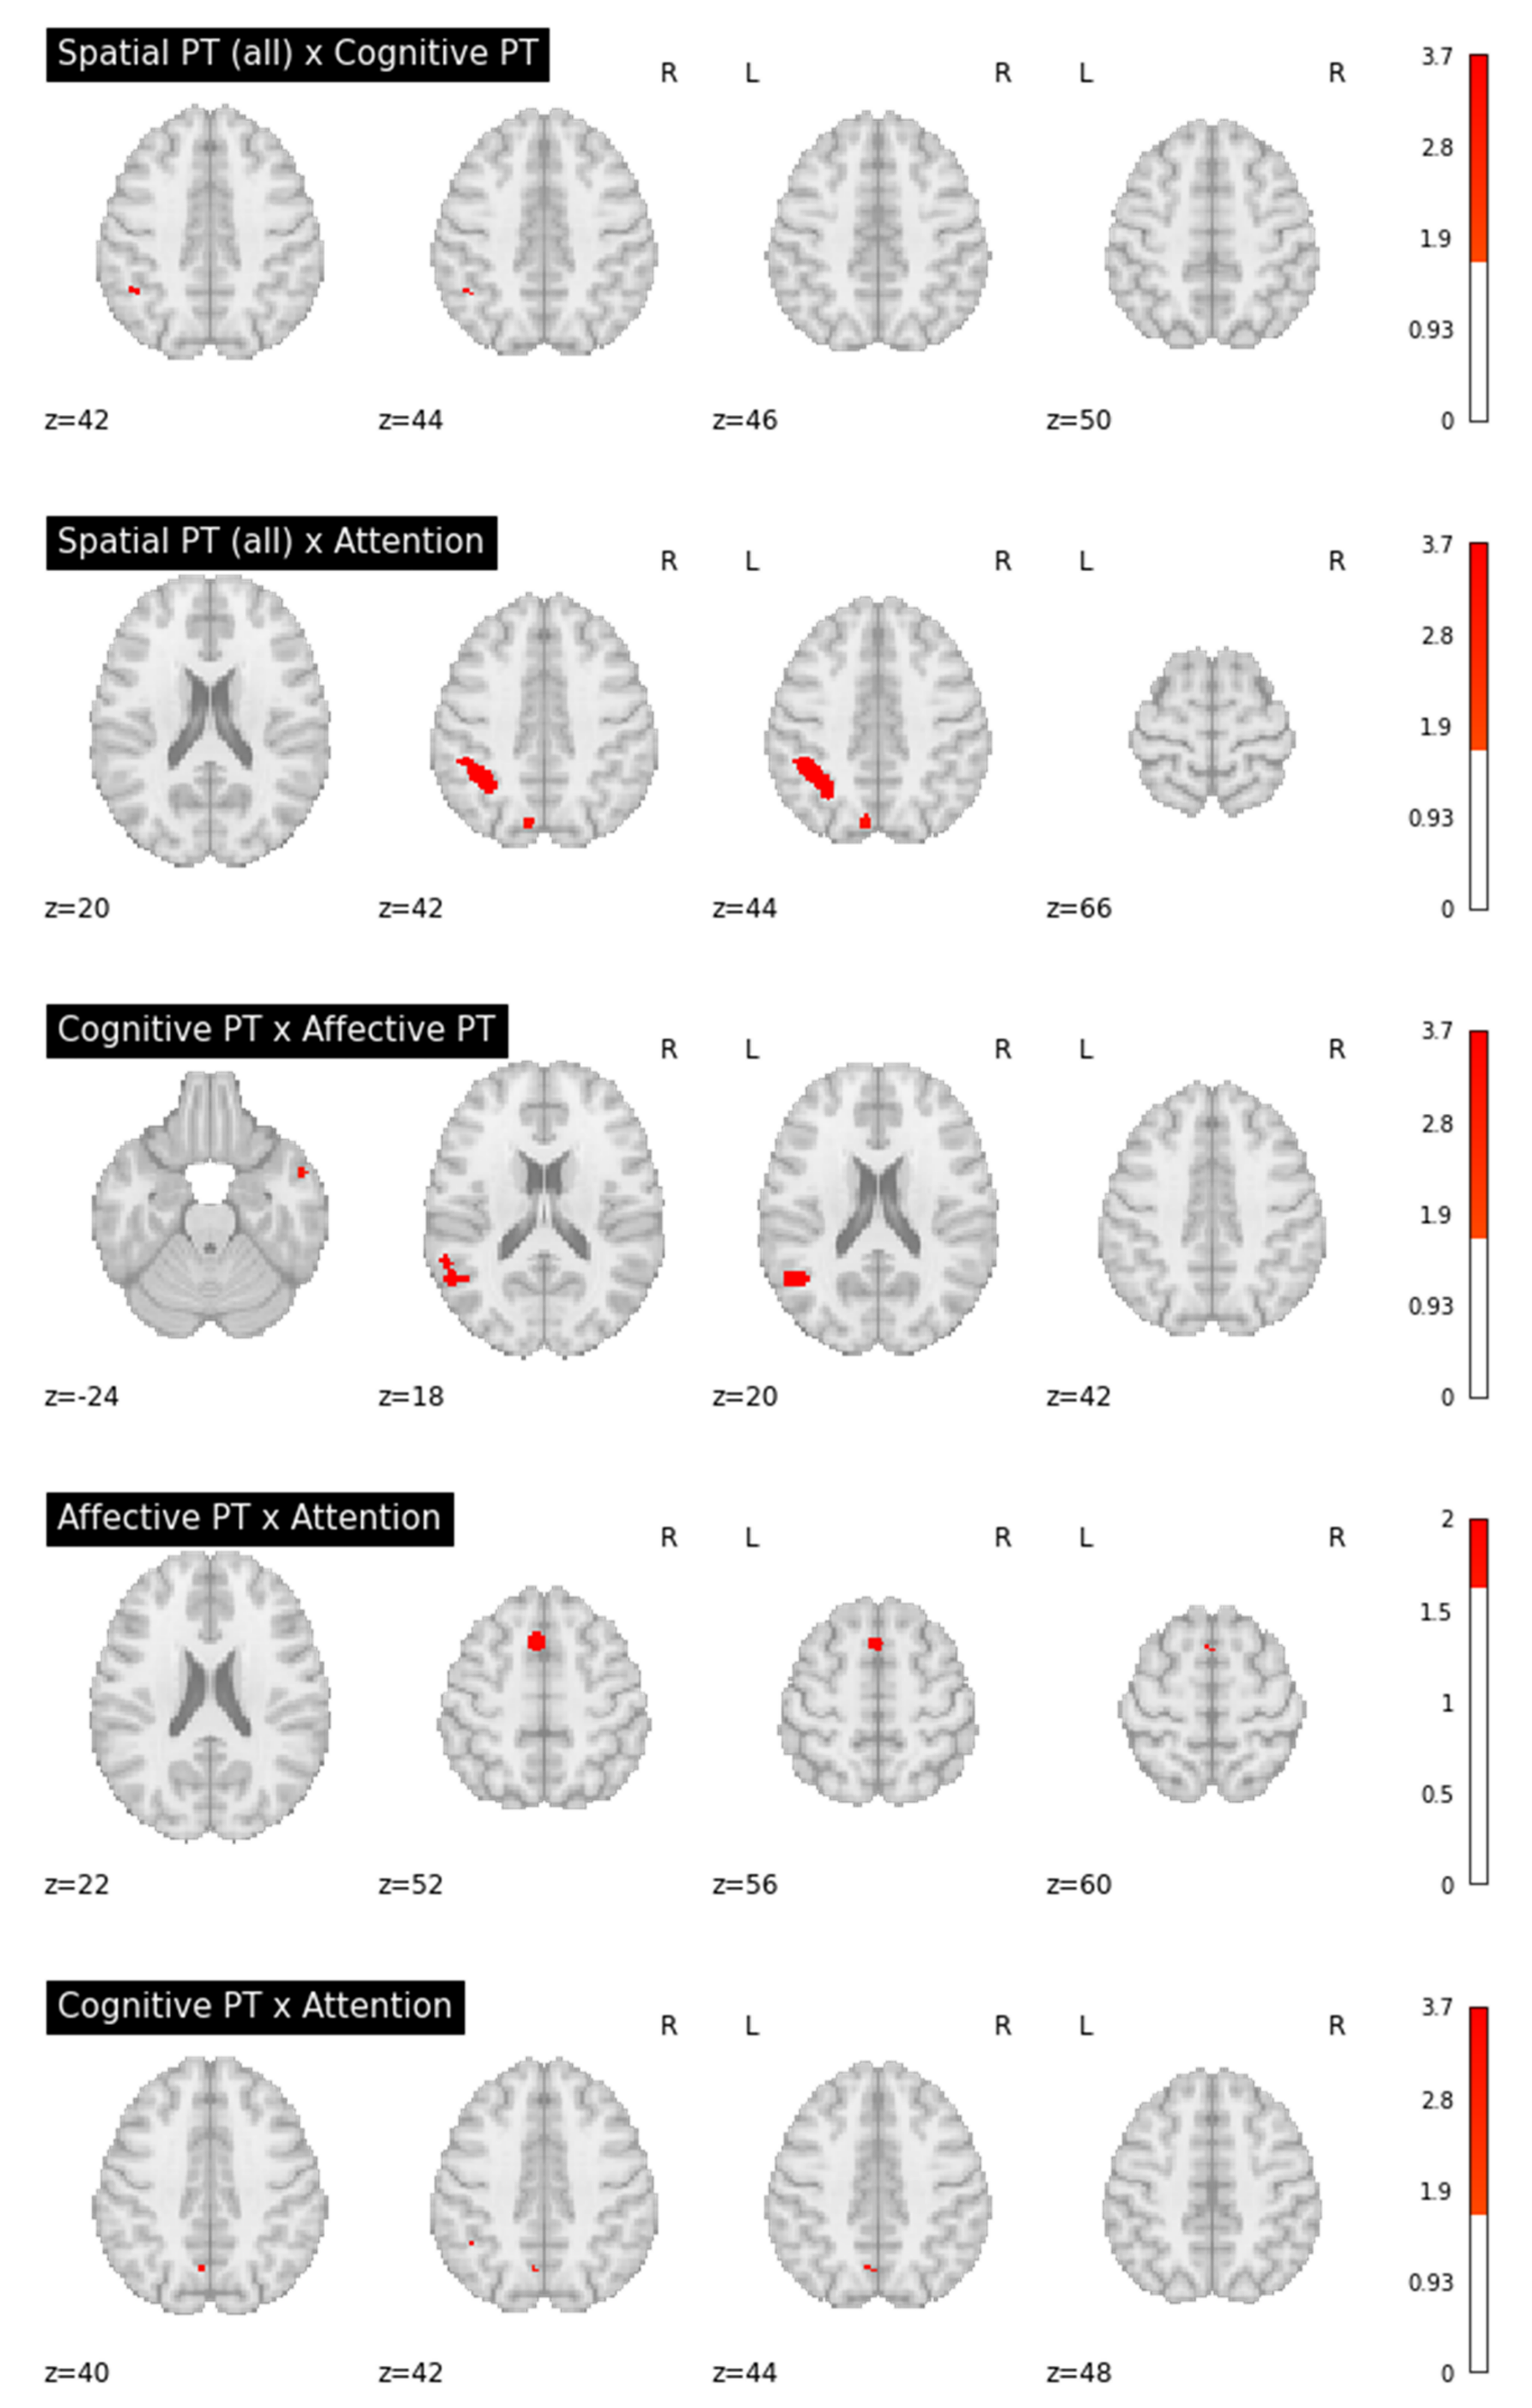 Spatial PT (all) x Cognitive PT
R L R L R
3.7
2.8
1.9
0.93
0
z=42 z=44 z=46 z=50
Spatial PT (all) x Attention
R L R L R
3.7
2.8
1.9
0.93
0
z=20 z=42 z=44 z=66
Cognitive PT x Affective PT
R L R L R
3.7
2.8
1.9
0.93
0
z=-24 z=18 z=20 z=42
Affective PT x Attention
R L R L R
2
1.5
1
0.5
0
z=22 z=52 z=56 z=60
Cognitive PT x Attention
R L R L R
3.7
2.8
1.9
0.93
0
z=40 z=42 z=44 z=48